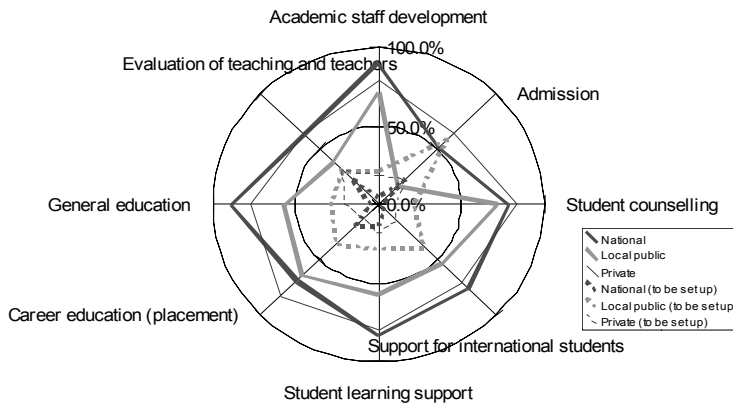 Academic staff development
100.0%
Evaluation of teaching and teachers
Admission
50.0%
General education
0.0%
Student counselling
National
Local public
Private
National (to be set up)
Local public (to be set up)
Private (to be set up)
Career education (placement)
Support for international students
Student learning support